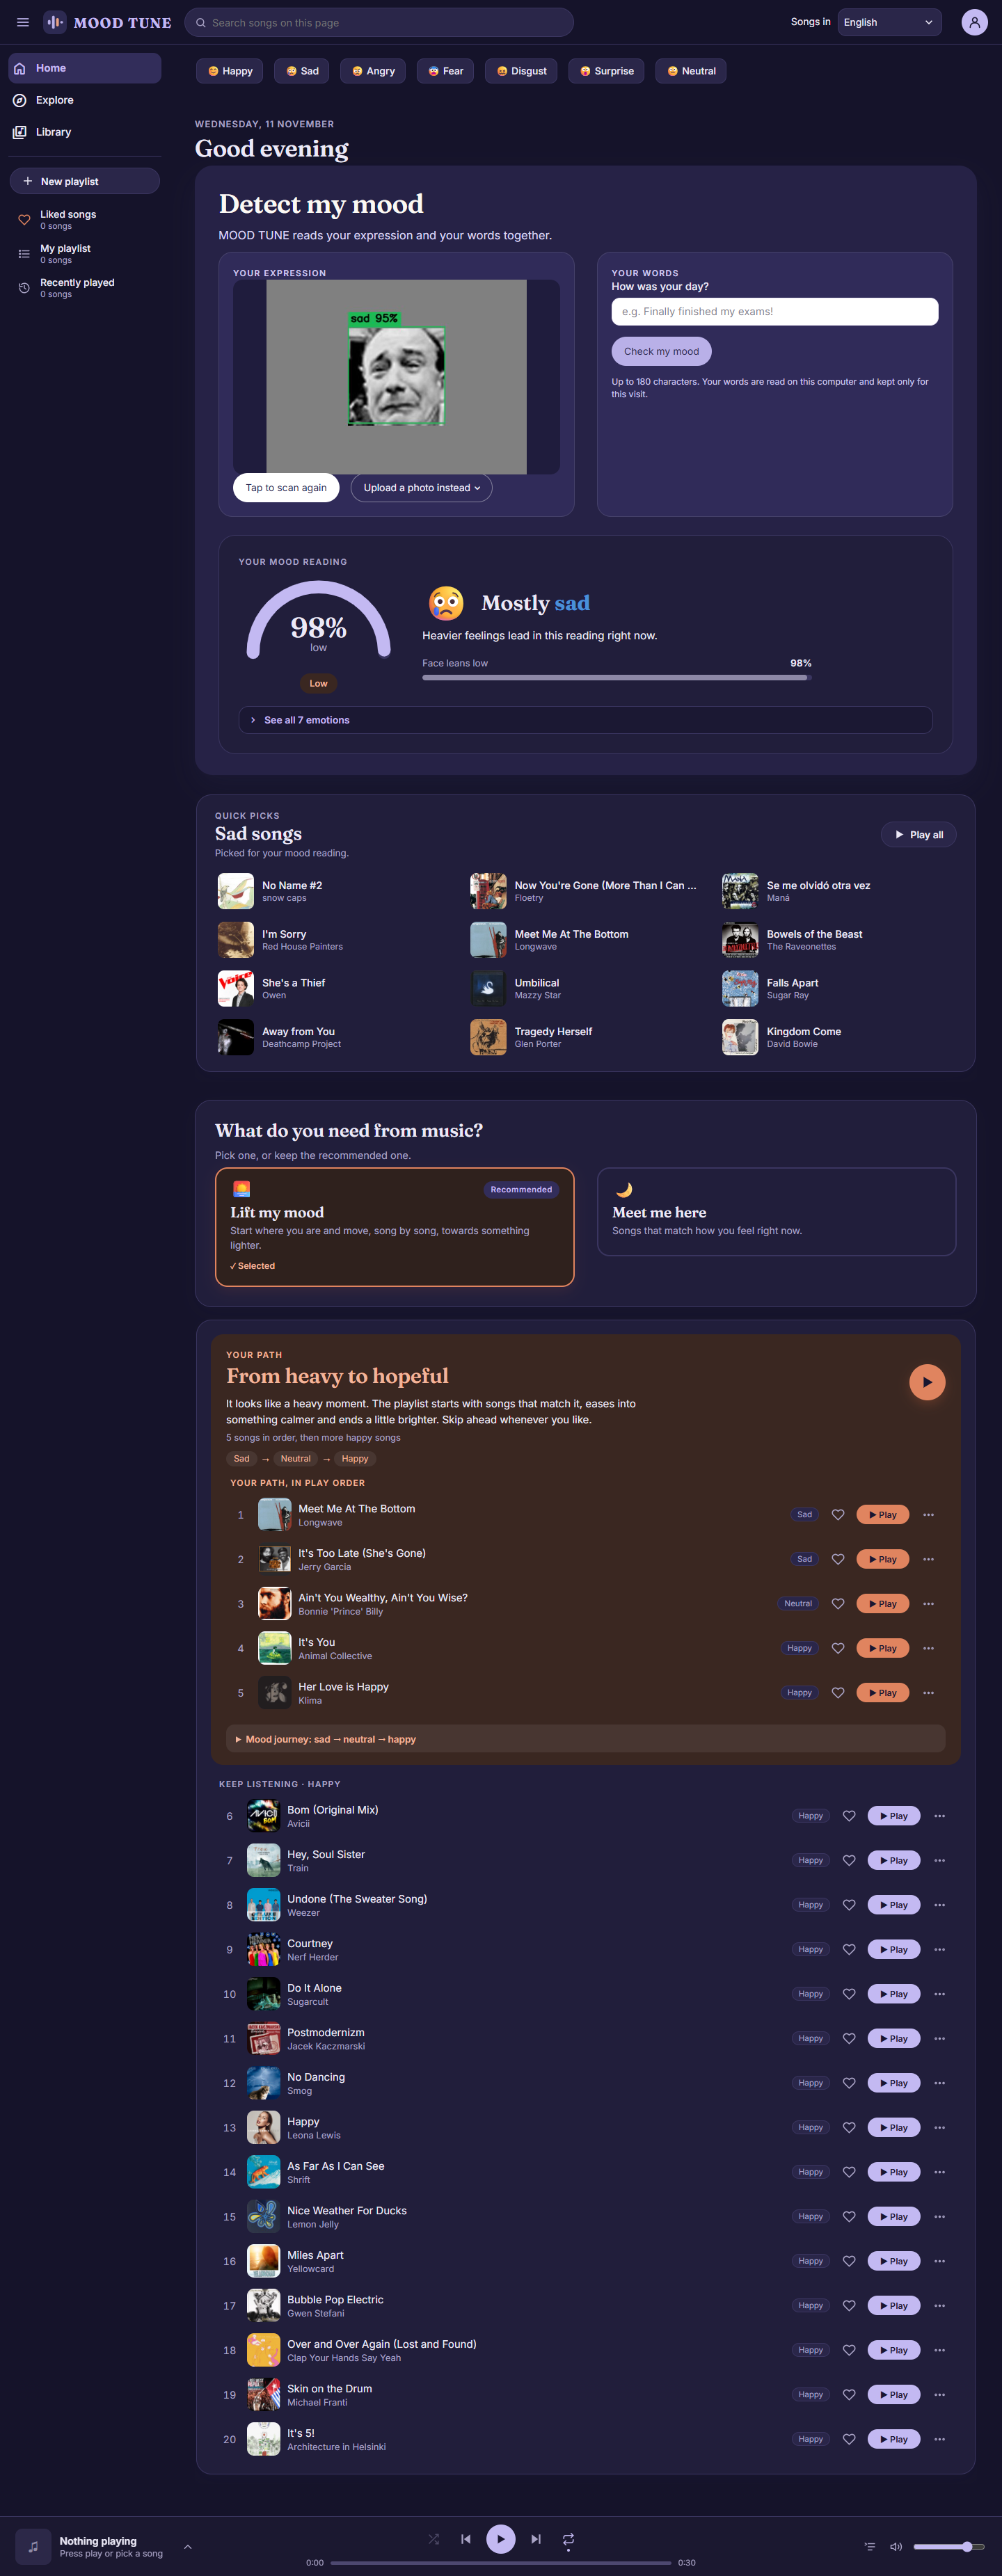 MOOD TUNE
Search songs on this page
Songs in
English
Home
Explore
Library
New playlist
Liked songs
0 songs
My playlist
0 songs
Recently played
0 songs
Happy
Sad
Angry
Fear
Disgust
Surprise
Neutral
WEDNESDAY, 11 NOVEMBER
Good evening
Detect my mood
MOOD TUNE reads your expression and your words together.
YOUR EXPRESSION
sad 95%
Tap to scan again
Upload a photo instead
YOUR WORDS
How was your day?
e.g. Finally finished my exams!
Check my mood
Up to 180 characters. Your words are read on this computer and kept only for
this visit.
YOUR MOOD READING
98%
low
Low
Mostly sad
Heavier feelings lead in this reading right now.
Face leans low
98%
See all 7 emotions
QUICK PICKS
Sad songs
Picked for your mood reading.
Play all
No Name #2
snow caps
Now You're Gone (More Than I Can ...
Floetry
Se me olvidó otra vez
Maná
I'm Sorry
Red House Painters
Meet Me At The Bottom
Longwave
Bowels of the Beast
The Raveonettes
She's a Thief
Owen
Umbilical
Mazzy Star
Falls Apart
Sugar Ray
Away from You
Deathcamp Project
Tragedy Herself
Glen Porter
Kingdom Come
David Bowie
What do you need from music?
Pick one, or keep the recommended one.
Recommended
Lift my mood
Start where you are and move, song by song, towards something
lighter.
✓ Selected
Meet me here
Songs that match how you feel right now.
YOUR PATH
From heavy to hopeful
It looks like a heavy moment. The playlist starts with songs that match it, eases into
something calmer and ends a little brighter. Skip ahead whenever you like.
5 songs in order, then more happy songs
Sad → Neutral → Happy
YOUR PATH, IN PLAY ORDER
1
Meet Me At The Bottom
Longwave
Sad
Play
2
It's Too Late (She's Gone)
Jerry Garcia
Sad
Play
3
Ain't You Wealthy, Ain't You Wise?
Bonnie 'Prince' Billy
Neutral
Play
4
It's You
Animal Collective
Happy
Play
5
Her Love is Happy
Klima
Happy
Play
Mood journey: sad → neutral → happy
KEEP LISTENING · HAPPY
6
Bom (Original Mix)
Avicii
Happy
Play
7
Hey, Soul Sister
Train
Happy
Play
8
Undone (The Sweater Song)
Weezer
Happy
Play
9
Courtney
Nerf Herder
Happy
Play
10
Do It Alone
Sugarcult
Happy
Play
11
Postmodernizm
Jacek Kaczmarski
Happy
Play
12
No Dancing
Smog
Happy
Play
13
Happy
Leona Lewis
Happy
Play
14
As Far As I Can See
Shrift
Happy
Play
15
Nice Weather For Ducks
Lemon Jelly
Happy
Play
16
Miles Apart
Yellowcard
Happy
Play
17
Bubble Pop Electric
Gwen Stefani
Happy
Play
18
Over and Over Again (Lost and Found)
Clap Your Hands Say Yeah
Happy
Play
19
Skin on the Drum
Michael Franti
Happy
Play
20
It's 5!
Architecture in Helsinki
Happy
Play
Nothing playing
Press play or pick a song
0:00
0:30